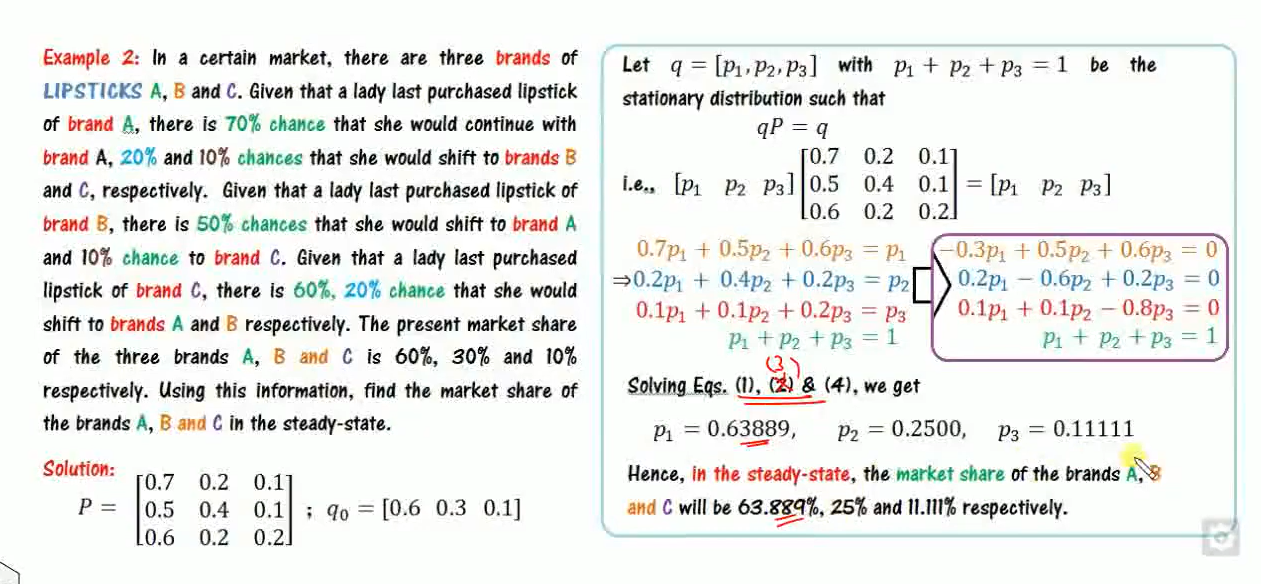 Example 2: In a certain market, there are three brands of
LIPSTICKS A, B and C. Given that a lady last purchased lipstick
of brand A, there is 70% chance that she would continue with
brand A, 20% and 10% chances that she would shift to brands B
and C, respectively. Given that a lady last purchased lipstick of
brand B, there is 50% chances that she would shift to brand A
and 10% chance to brand C. Given that a lady last purchased
lipstick of brand C, there is 60%, 20% chance that she would
shift to brands A and B respectively. The present market share
of the three brands A, B and C is 60%, 30% and 10%
respectively. Using this information, find the market share of
the brands A, B and C in the steady-state.
Solution:
P = [0.7 0.2 0.1
0.5 0.4 0.1
0.6 0.2 0.2] ; q₀ = [0.6 0.3 0.1]
Let q = [p₁, p₂, p₃] with p₁ + p₂ + p₃ = 1 be the
stationary distribution such that
qP = q
i.e., [p₁ p₂ p₃] [0.7 0.2 0.1
0.5 0.4 0.1
0.6 0.2 0.2] = [p₁ p₂ p₃]
0.7p₁ + 0.5p₂ + 0.6p₃ = p₁
⇒0.2p₁ + 0.4p₂ + 0.2p₃ = p₂
0.1p₁ + 0.1p₂ + 0.2p₃ = p₃
p₁ + p₂ + p₃ = 1
−0.3p₁ + 0.5p₂ + 0.6p₃ = 0
0.2p₁ − 0.6p₂ + 0.2p₃ = 0
0.1p₁ + 0.1p₂ − 0.8p₃ = 0
p₁ + p₂ + p₃ = 1
(3)
Solving Eqs. (1), (2) & (4), we get
p₁ = 0.63889, p₂ = 0.2500, p₃ = 0.11111
Hence, in the steady-state, the market share of the brands A, B
and C will be 63.889%, 25% and 11.111% respectively.